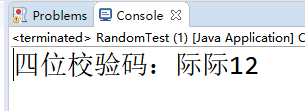 Problems Console
<terminated> RandomTest (1) [Java Application] C
四位校验码：际际12